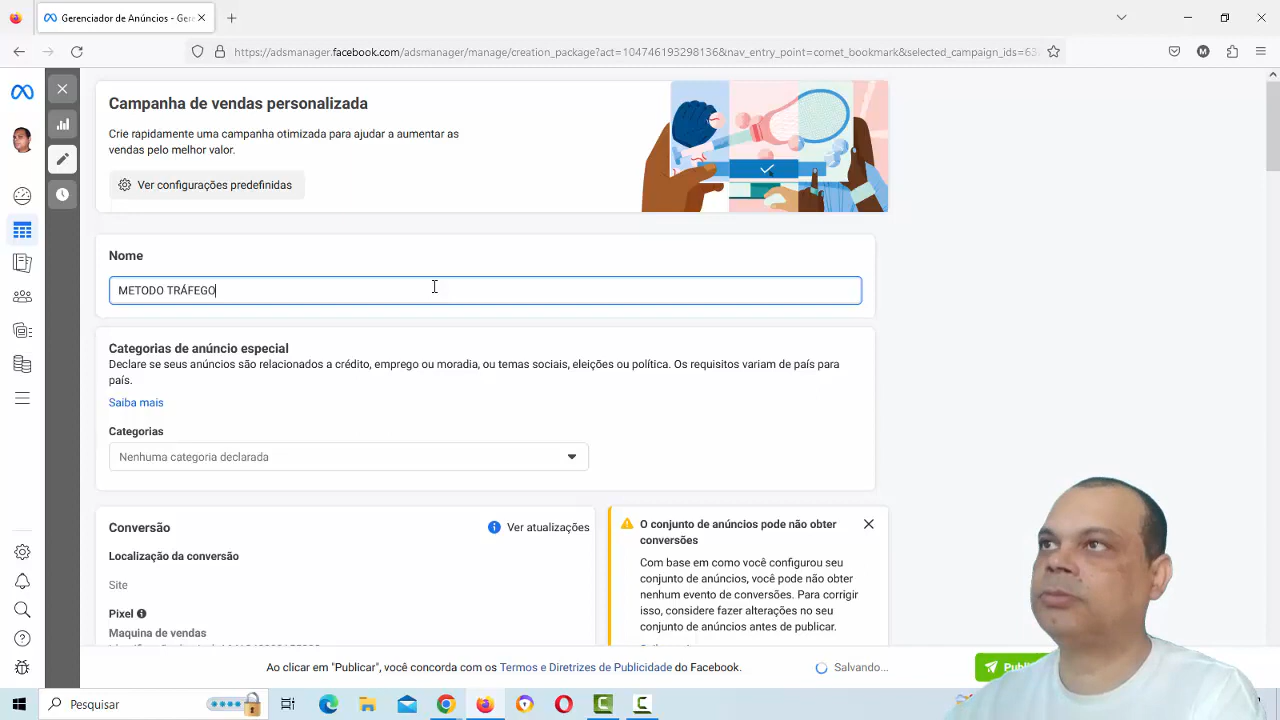 Gerenciador de Anúncios - Gere
https://adsmanager.facebook.com/adsmanager/manage/creation_package?act=104746193298136&nav_entry_point=comet_bookmark&selected_campaign_ids=63
M
Campanha de vendas personalizada
Crie rapidamente uma campanha otimizada para ajudar a aumentar as
vendas pelo melhor valor.
Ver configurações predefinidas
Nome
METODO TRÁFEGO
Categorias de anúncio especial
Declare se seus anúncios são relacionados a crédito, emprego ou moradia, ou temas sociais, eleições ou política. Os requisitos variam de país para
país.
Saiba mais
Categorias
Nenhuma categoria declarada
Conversão
Ver atualizações
Localização da conversão
Site
Pixel
Maquina de vendas
O conjunto de anúncios pode não obter
conversões
Com base em como você configurou seu
conjunto de anúncios, você pode não obter
nenhum evento de conversões. Para corrigir
isso, considere fazer alterações no seu
conjunto de anúncios antes de publicar.
Ao clicar em "Publicar", você concorda com os Termos e Diretrizes de Publicidade do Facebook.
Salvando...
Publi
Pesquisar